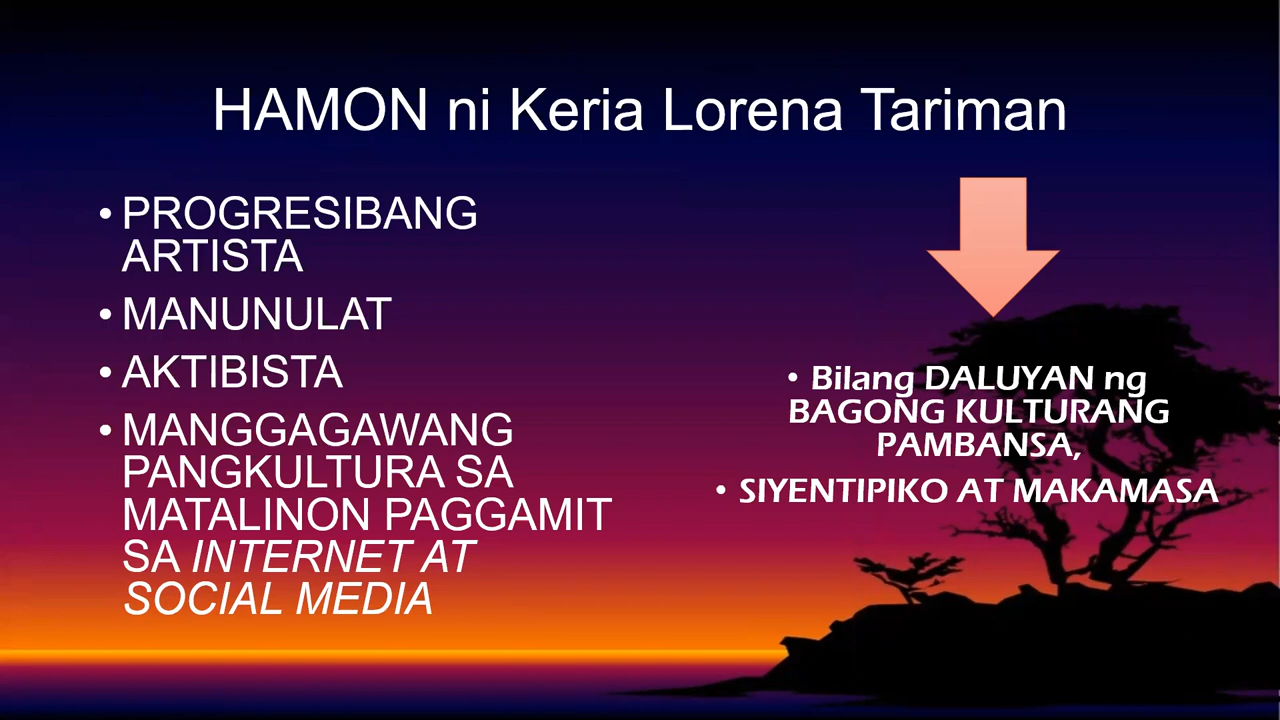 HAMON ni Keria Lorena Tariman
• PROGRESIBANG
ARTISTA
• MANUNULAT
• AKTIBISTA
• MANGGAGAWANG
PANGKULTURA SA
MATALINON PAGGAMIT
SA INTERNET AT
SOCIAL MEDIA
• Bilang DALUYAN ng
BAGONG KULTURANG
PAMBANSA,
• SIYENTIPIKO AT MAKAMASA